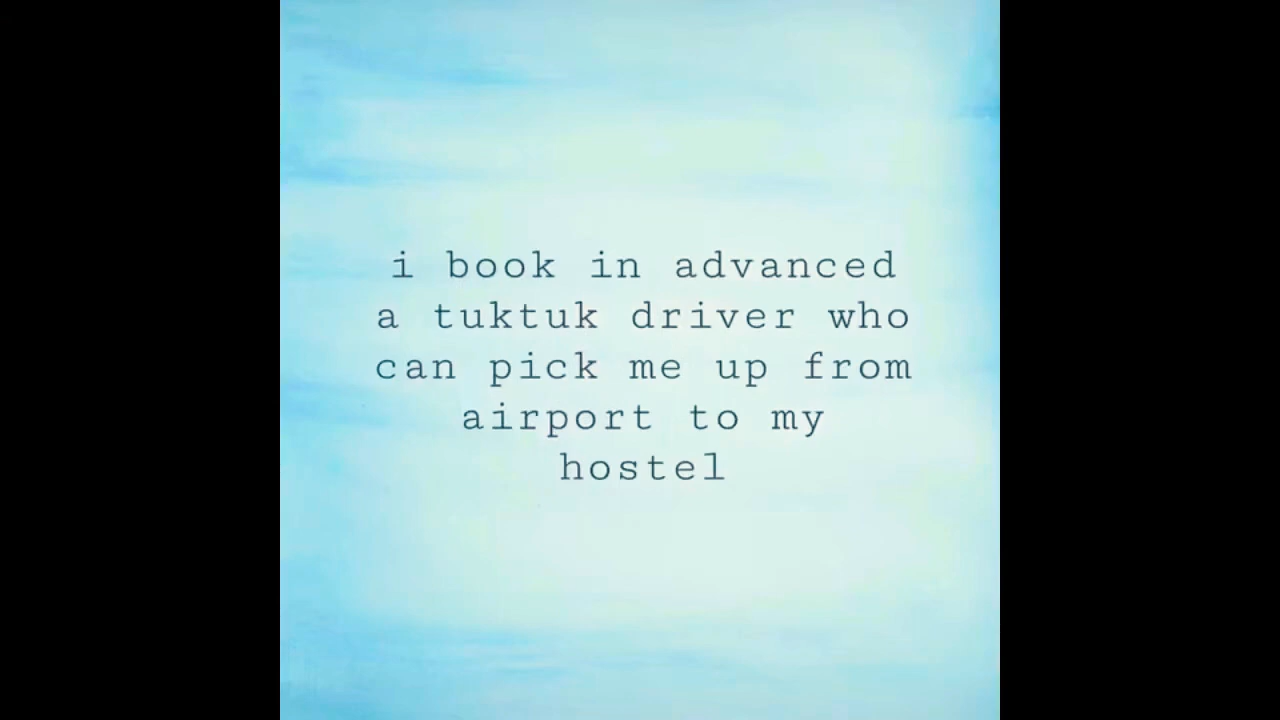 i book in advanced
a tuktuk driver who
can pick me up from
airport to my
hostel